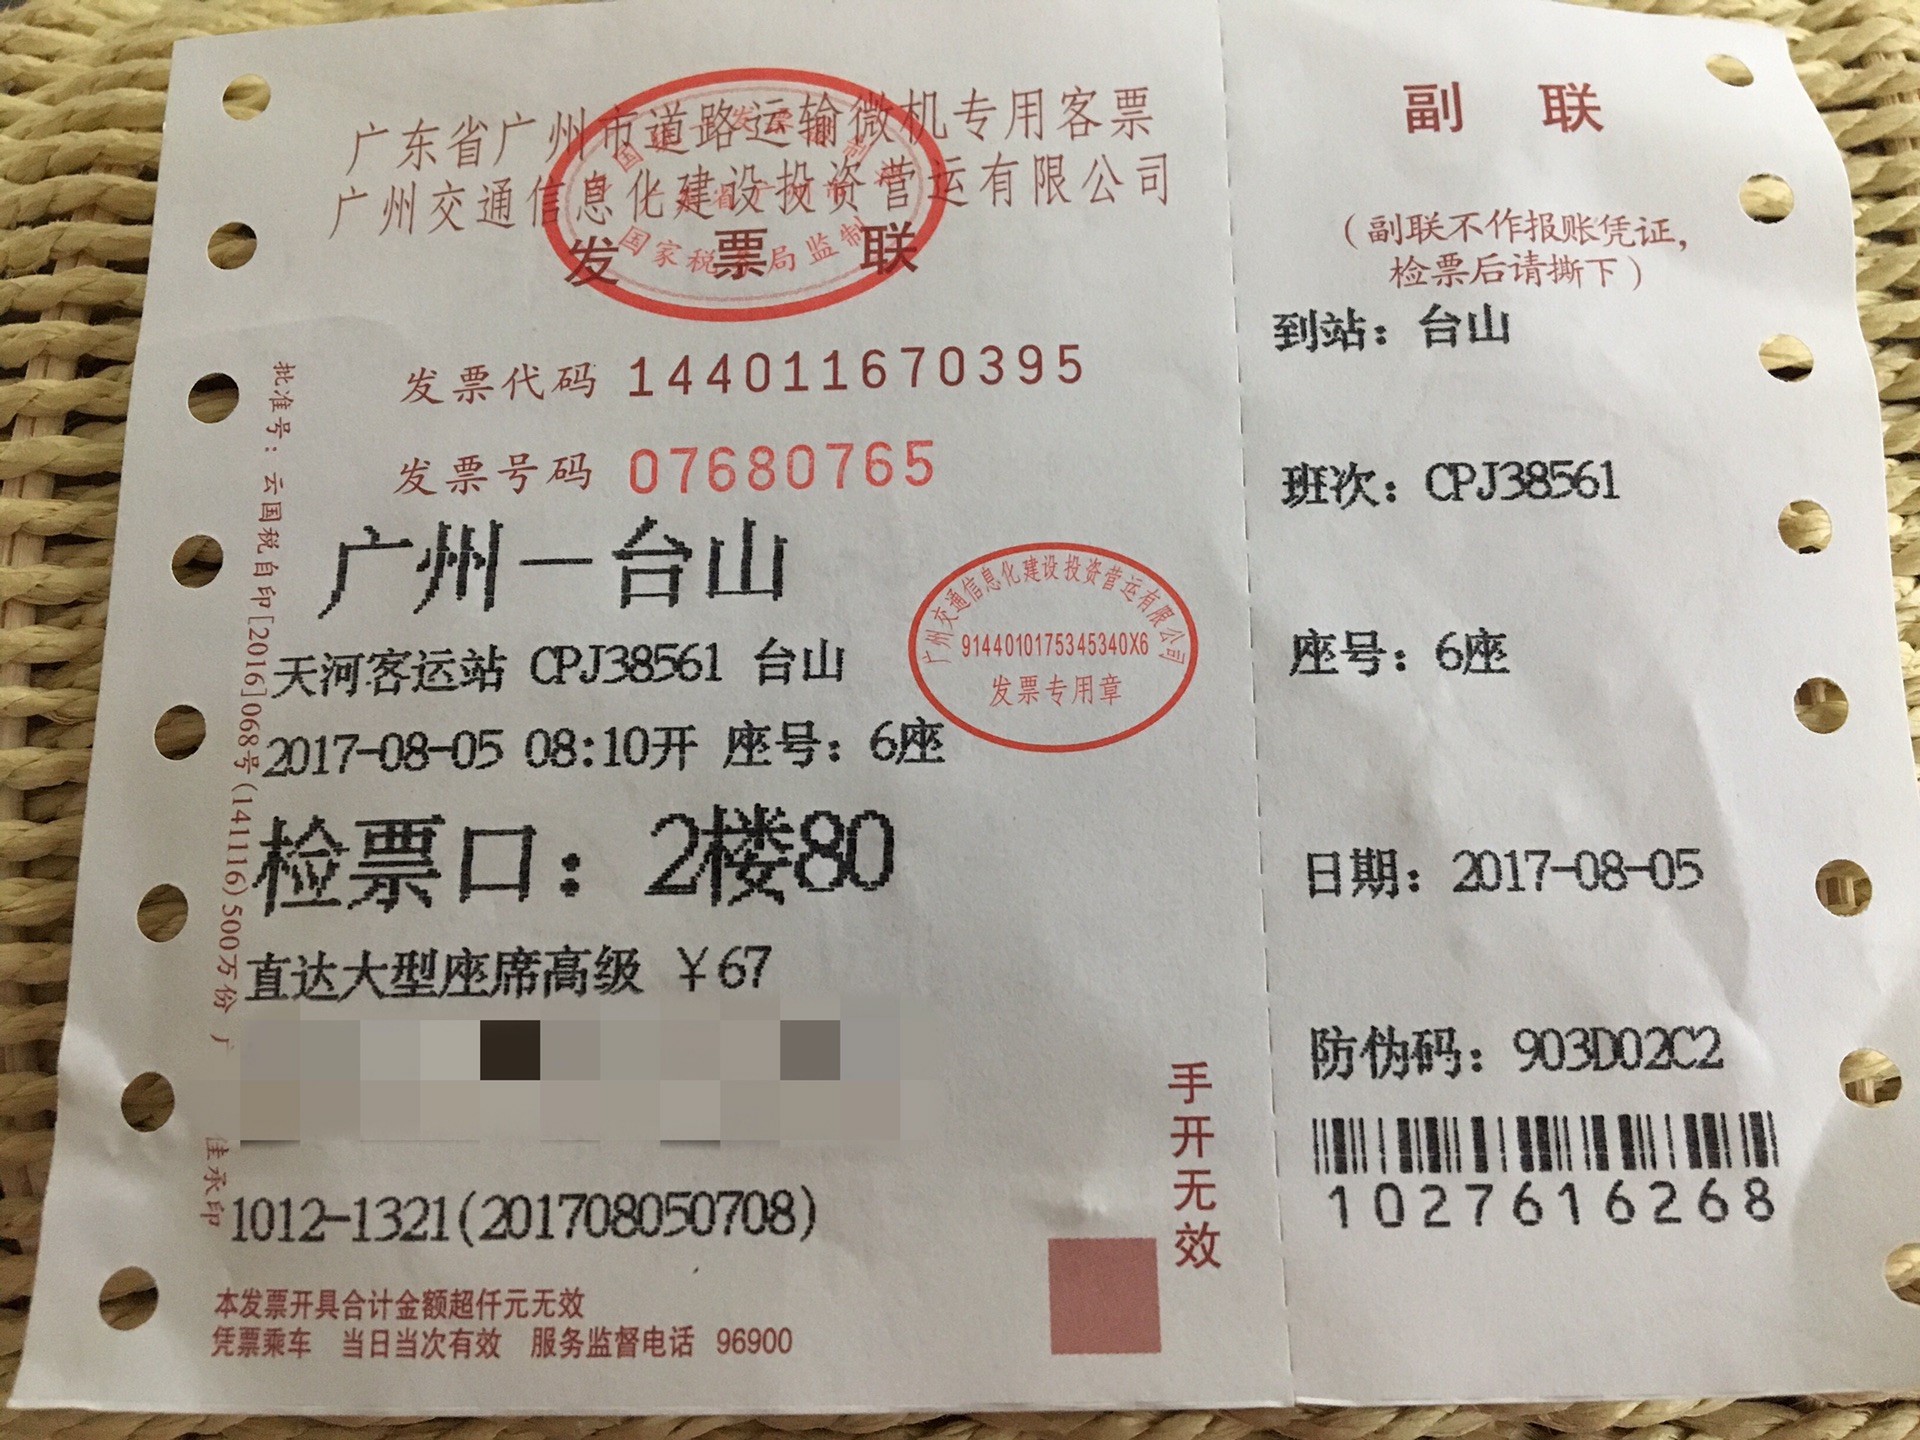 广东省广州市道路运输微机专用客票
广州交通信息化建设投资营运有限公司
发票联
国家税 局监制
发票代码 144011670395
发票号码 07680765
广州—台山
天河客运站 CPJ38561 台山
2017-08-05 08:10开 座号：6座
检票口：2楼80
直达大型座席高级 ￥67
1012-1321(201708050708)
本发票开具合计金额超仟元无效
凭票乘车 当日当次有效 服务监督电话 96900
批准号：云国税自印[2016]068号(141116)500万份 广
佳承印
广州交通信息化建设投资营运有限公司
91440101753453​40X6
发票专用章
手开无效
副联
（副联不作报账凭证，
检票后请撕下）
到站：台山
班次：CPJ38561
座号：6座
日期：2017-08-05
防伪码：903D02C2
1027616268